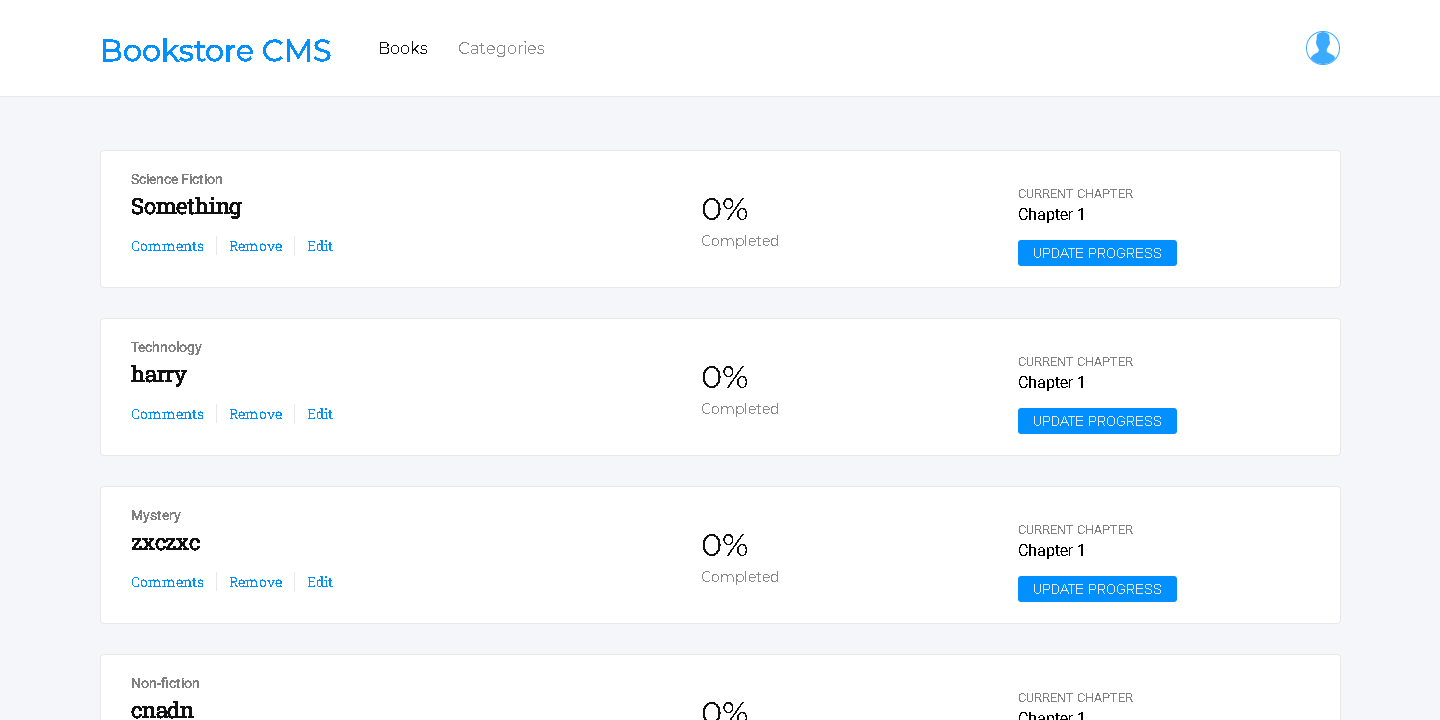 Bookstore CMS Books Categories
Science Fiction
Something
Comments Remove Edit
0%
Completed
CURRENT CHAPTER
Chapter 1
UPDATE PROGRESS
Technology
harry
Comments Remove Edit
0%
Completed
CURRENT CHAPTER
Chapter 1
UPDATE PROGRESS
Mystery
zxczxc
Comments Remove Edit
0%
Completed
CURRENT CHAPTER
Chapter 1
UPDATE PROGRESS
Non-fiction
cnadn
0%
CURRENT CHAPTER
Chapter 1